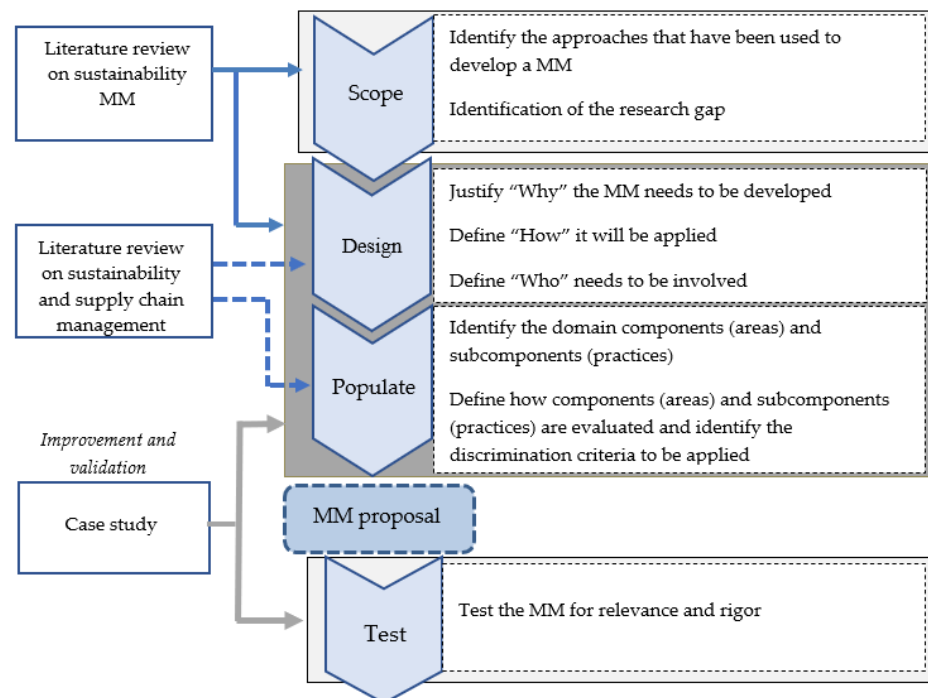 Literature review
on sustainability
MM
Scope
Identify the approaches that have been used to
develop a MM
Identification of the research gap
Literature review
on sustainability
and supply chain
management
Design
Justify “Why” the MM needs to be developed
Define “How” it will be applied
Define “Who” needs to be involved
Populate
Identify the domain components (areas) and
subcomponents (practices)
Define how components (areas) and subcomponents
(practices) are evaluated and identify the
discrimination criteria to be applied
Improvement and
validation
Case study
MM proposal
Test
Test the MM for relevance and rigor